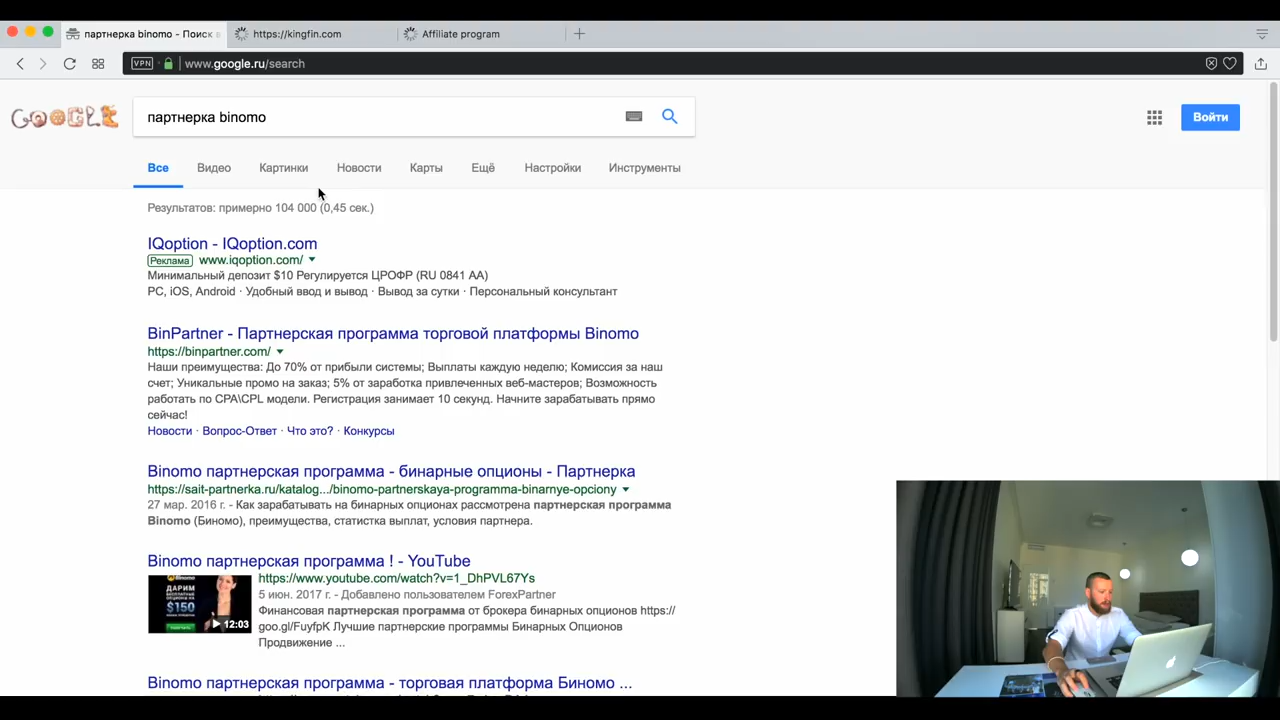 партнерка binomo - Поиск в
https://kingfin.com
Affiliate program
VPN
www.google.ru/search
GOOGLE
партнерка binomo
Войти
Все
Видео
Картинки
Новости
Карты
Ещё
Настройки
Инструменты
Результатов: примерно 104 000 (0,45 сек.)
IQoption - IQoption.com
Реклама www.iqoption.com/
Минимальный депозит $10 Регулируется ЦРОФР (RU 0841 AA)
PC, iOS, Android · Удобный ввод и вывод · Вывод за сутки · Персональный консультант
BinPartner - Партнерская программа торговой платформы Binomo
https://binpartner.com/
Наши преимущества: До 70% от прибыли системы; Выплаты каждую неделю; Комиссия за наш
счет; Уникальные промо на заказ; 5% от заработка привлеченных веб-мастеров; Возможность
работать по CPA\CPL модели. Регистрация занимает 10 секунд. Начните зарабатывать прямо
сейчас!
Новости · Вопрос-Ответ · Что это? · Конкурсы
Binomo партнерская программа - бинарные опционы - Партнерка
https://sait-partnerka.ru/katalog.../binomo-partnerskaya-programma-binarnye-opciony
27 мар. 2016 г. - Как зарабатывать на бинарных опционах рассмотрена партнерская программа
Binomo (Биномо), преимущества, статистка выплат, условия партнера.
Binomo партнерская программа ! - YouTube
https://www.youtube.com/watch?v=1_DhPVL67Ys
5 июн. 2017 г. - Добавлено пользователем ForexPartner
Финансовая партнерская программа от брокера бинарных опционов https://
goo.gl/FuyfpK Лучшие партнерские программы Бинарных Опционов
Продвижение ...
Binomo
ДАРИМ
$150
12:03
Binomo партнерская программа - торговая платформа Биномо ...